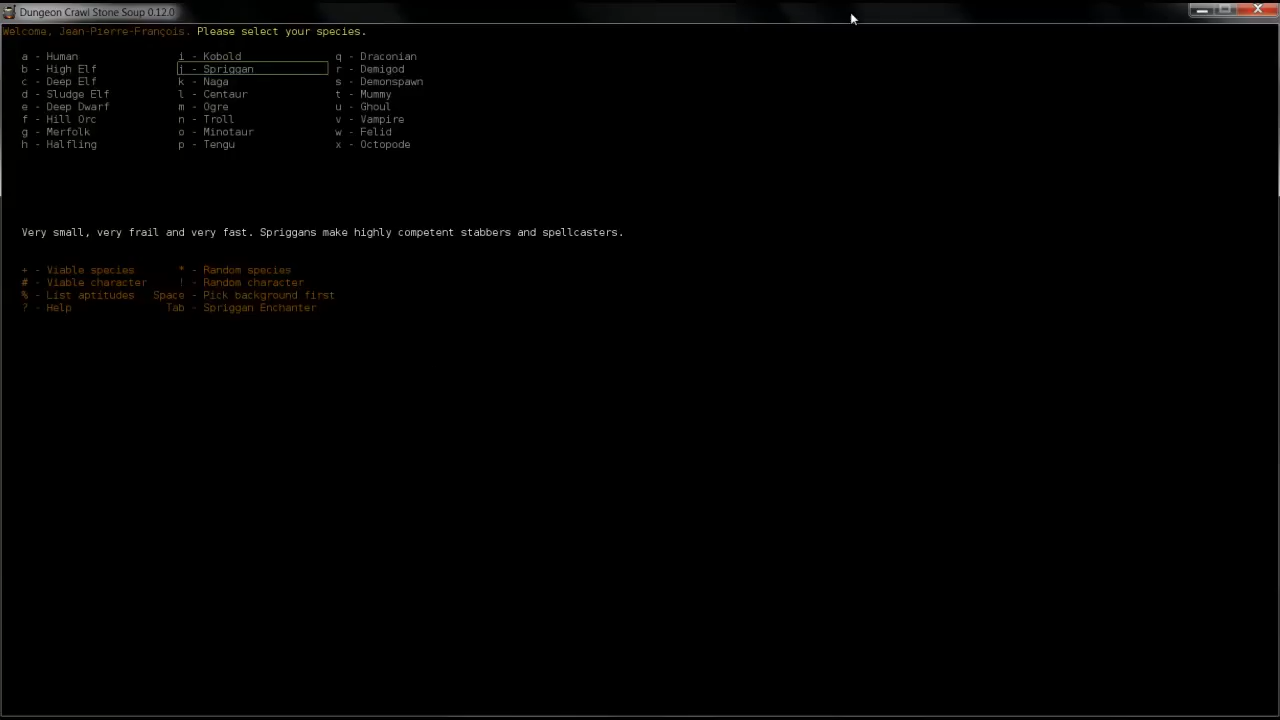 Dungeon Crawl Stone Soup 0.12.0
Welcome, Jean-Pierre-François. Please select your species.
a - Human i - Kobold q - Draconian
b - High Elf j - Spriggan r - Demigod
c - Deep Elf k - Naga s - Demonspawn
d - Sludge Elf l - Centaur t - Mummy
e - Deep Dwarf m - Ogre u - Ghoul
f - Hill Orc n - Troll v - Vampire
g - Merfolk o - Minotaur w - Felid
h - Halfling p - Tengu x - Octopode
Very small, very frail and very fast. Spriggans make highly competent stabbers and spellcasters.
+ - Viable species * - Random species
# - Viable character ! - Random character
% - List aptitudes Space - Pick background first
? - Help Tab - Spriggan Enchanter